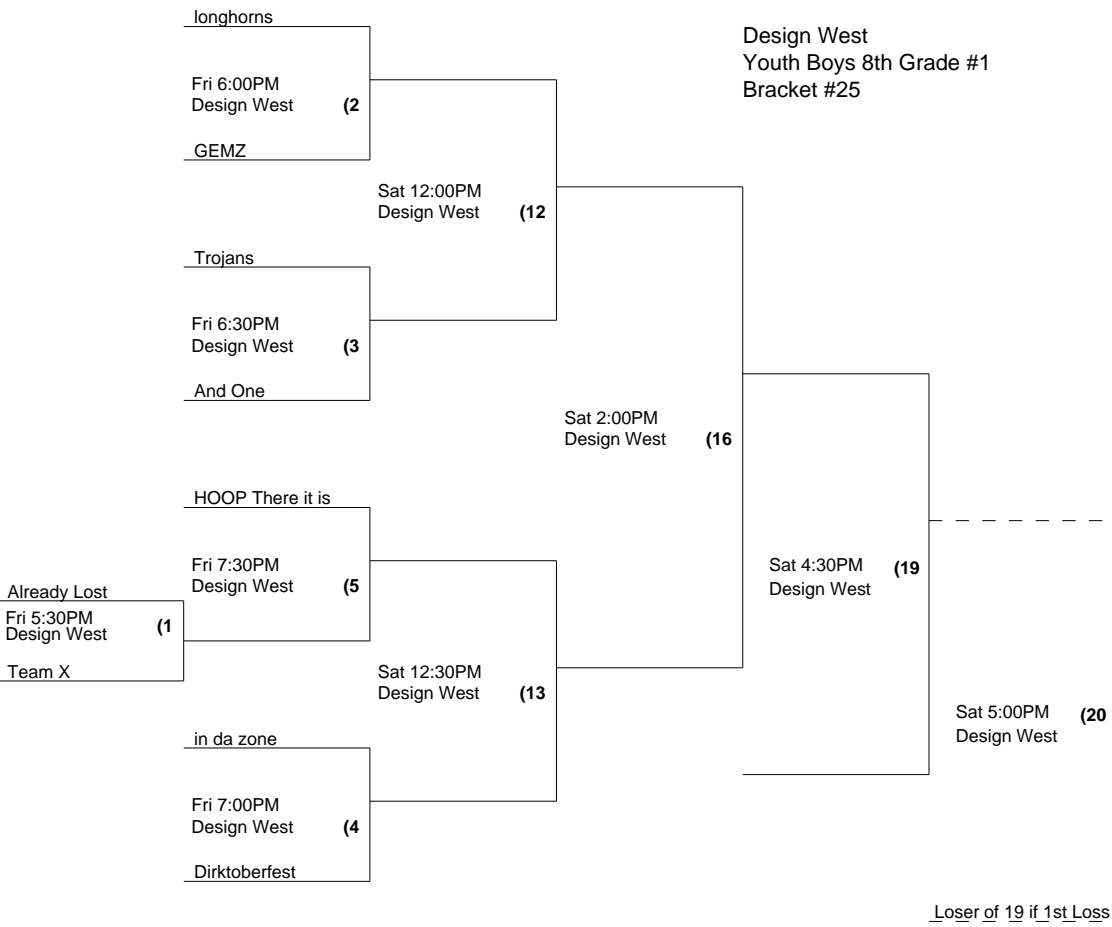 longhorns
Design West
Youth Boys 8th Grade #1
Bracket #25
Fri 6:00PM
Design West (2
GEMZ
Sat 12:00PM
Design West (12
Trojans
Fri 6:30PM
Design West (3
And One
Sat 2:00PM
Design West (16
HOOP There it is
Fri 7:30PM
Design West (5
Sat 4:30PM (19
Design West
Already Lost
Fri 5:30PM
Design West (1
Team X
Sat 12:30PM
Design West (13
Sat 5:00PM (20
Design West
in da zone
Fri 7:00PM
Design West (4
Dirktoberfest
Loser of 19 if 1st Loss